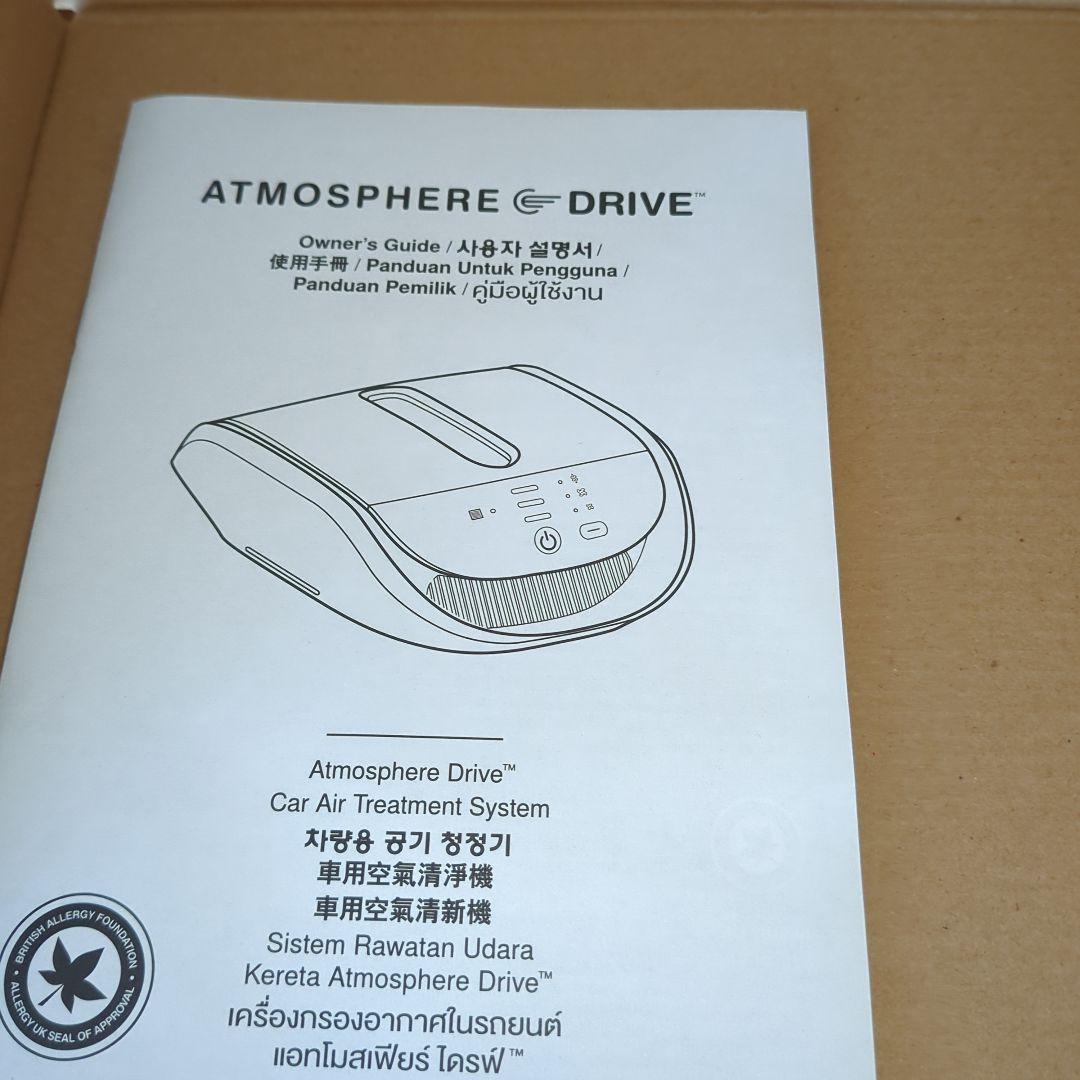 ATMOSPHERE DRIVE™
Owner's Guide / 사용자 설명서 /
使用手冊 / Panduan Untuk Pengguna /
Panduan Pemilik / คู่มือผู้ใช้งาน
Atmosphere Drive™
Car Air Treatment System
차량용 공기 청정기
車用空氣清淨機
車用空氣清新機
Sistem Rawatan Udara
Kereta Atmosphere Drive™
เครื่องกรองอากาศในรถยนต์
แอทโมสเฟียร์ ไดรฟ์™
• BRITISH ALLERGY FOUNDATION •
ALLERGY UK SEAL OF APPROVAL